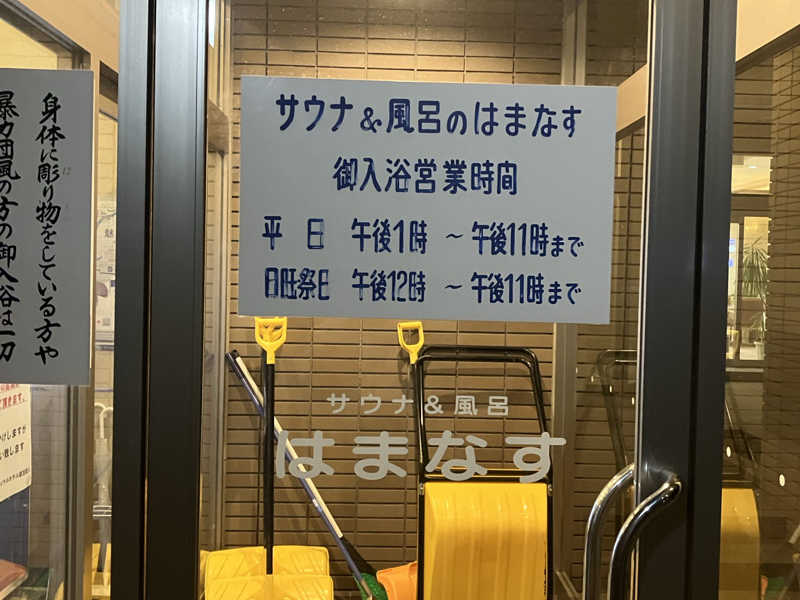 サウナ&風呂のはまなす
御入浴営業時間
平日 午後1時 ~ 午後11時まで
日旺祭日 午後12時 ~ 午後11時まで
身体に彫り物をしている方や
暴力団風の方の御入浴は一切
サウナ&風呂
はまなす